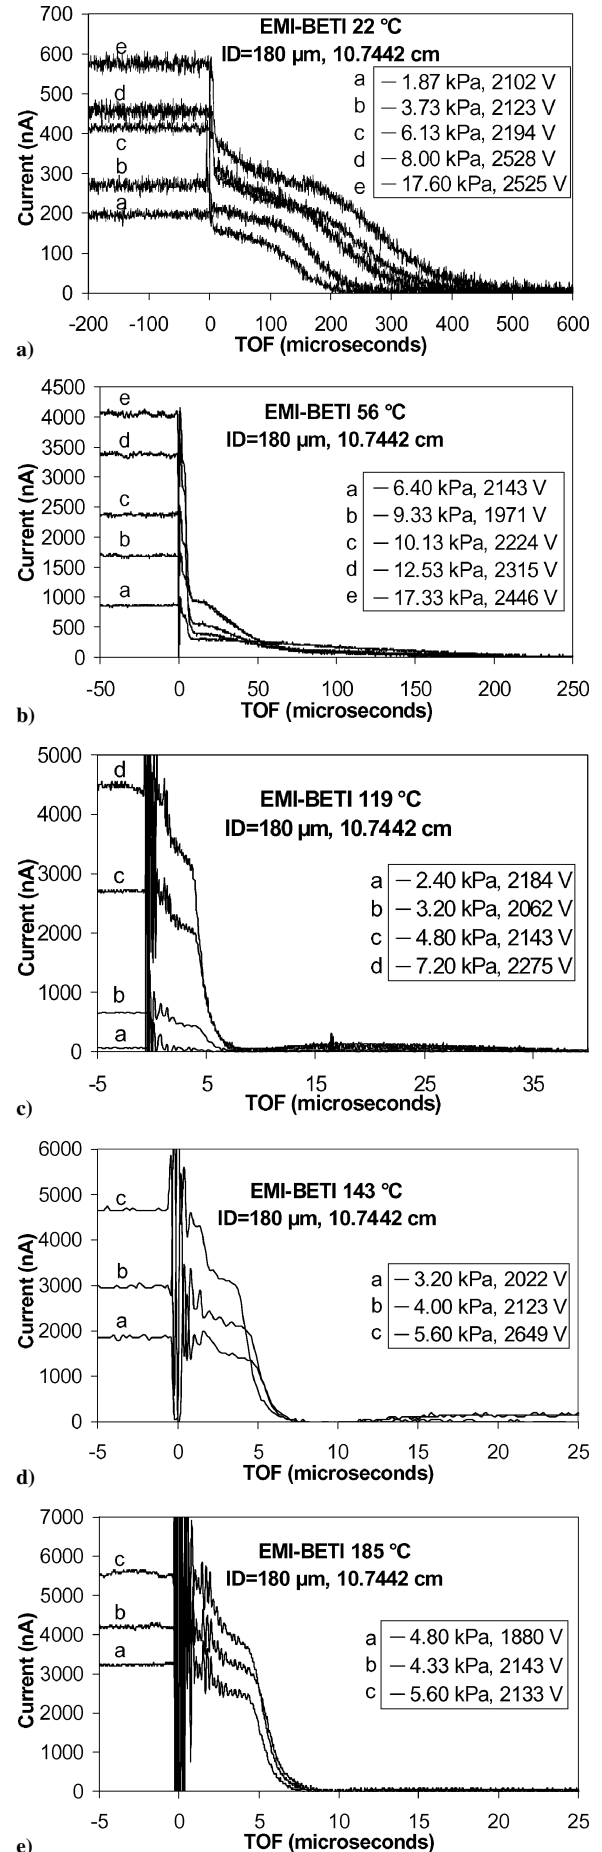 EMI-BETI 22 °C
ID=180 µm, 10.7442 cm
Current (nA)
700
600
500
400
300
200
100
0
e
d
c
b
a
a — 1.87 kPa, 2102 V
b — 3.73 kPa, 2123 V
c — 6.13 kPa, 2194 V
d — 8.00 kPa, 2528 V
e — 17.60 kPa, 2525 V
-200 -100 0 100 200 300 400 500 600
TOF (microseconds)
a)
EMI-BETI 56 °C
ID=180 µm, 10.7442 cm
Current (nA)
4500
4000
3500
3000
2500
2000
1500
1000
500
0
e
d
c
b
a
a — 6.40 kPa, 2143 V
b — 9.33 kPa, 1971 V
c — 10.13 kPa, 2224 V
d — 12.53 kPa, 2315 V
e — 17.33 kPa, 2446 V
-50 0 50 100 150 200 250
TOF (microseconds)
b)
EMI-BETI 119 °C
ID=180 µm, 10.7442 cm
Current (nA)
5000
4000
3000
2000
1000
0
d
c
b
a
a — 2.40 kPa, 2184 V
b — 3.20 kPa, 2062 V
c — 4.80 kPa, 2143 V
d — 7.20 kPa, 2275 V
-5 5 15 25 35
TOF (microseconds)
c)
EMI-BETI 143 °C
ID=180 µm, 10.7442 cm
Current (nA)
6000
5000
4000
3000
2000
1000
0
c
b
a
a — 3.20 kPa, 2022 V
b — 4.00 kPa, 2123 V
c — 5.60 kPa, 2649 V
-5 0 5 10 15 20 25
TOF (microseconds)
d)
EMI-BETI 185 °C
ID=180 µm, 10.7442 cm
Current (nA)
7000
6000
5000
4000
3000
2000
1000
0
c
b
a
a — 4.80 kPa, 1880 V
b — 4.33 kPa, 2143 V
c — 5.60 kPa, 2133 V
-5 0 5 10 15 20 25
TOF (microseconds)
e)